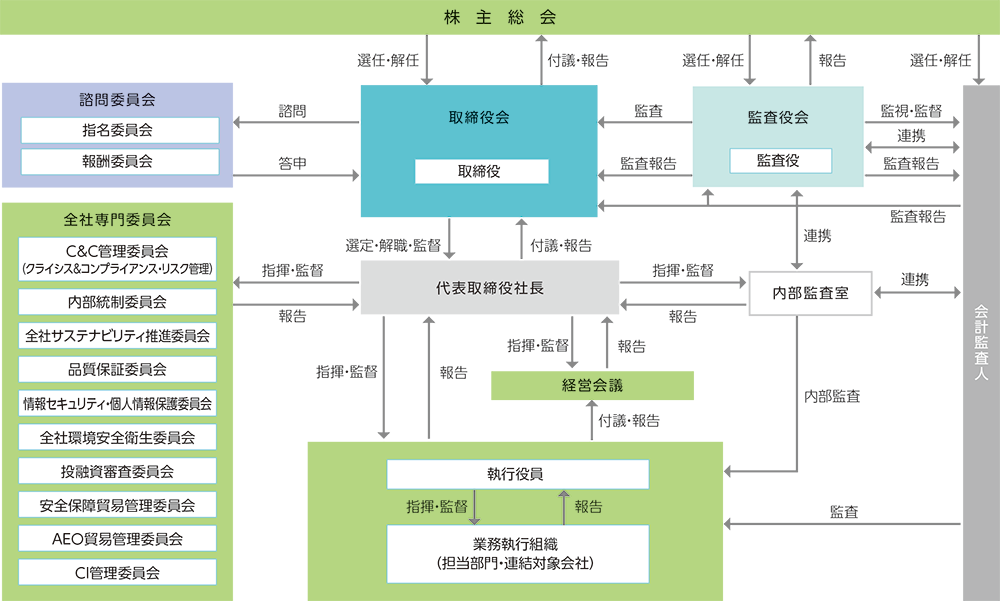 株主総会
選任・解任
付議・報告
選任・解任
報告
選任・解任
諮問委員会
指名委員会
報酬委員会
諮問
答申
取締役会
取締役
監査
監査報告
監査役会
監査役
監視・監督
連携
監査報告
監査報告
全社専門委員会
C&C管理委員会
(クライシス&コンプライアンス・リスク管理)
内部統制委員会
全社サステナビリティ推進委員会
品質保証委員会
情報セキュリティ・個人情報保護委員会
全社環境安全衛生委員会
投融資審査委員会
安全保障貿易管理委員会
AEO貿易管理委員会
CI管理委員会
選定・解職・監督
付議・報告
連携
指揮・監督
報告
代表取締役社長
指揮・監督
報告
内部監査室
連携
会計監査人
指揮・監督
報告
指揮・監督
報告
経営会議
付議・報告
内部監査
執行役員
指揮・監督
報告
業務執行組織
(担当部門・連結対象会社)
監査